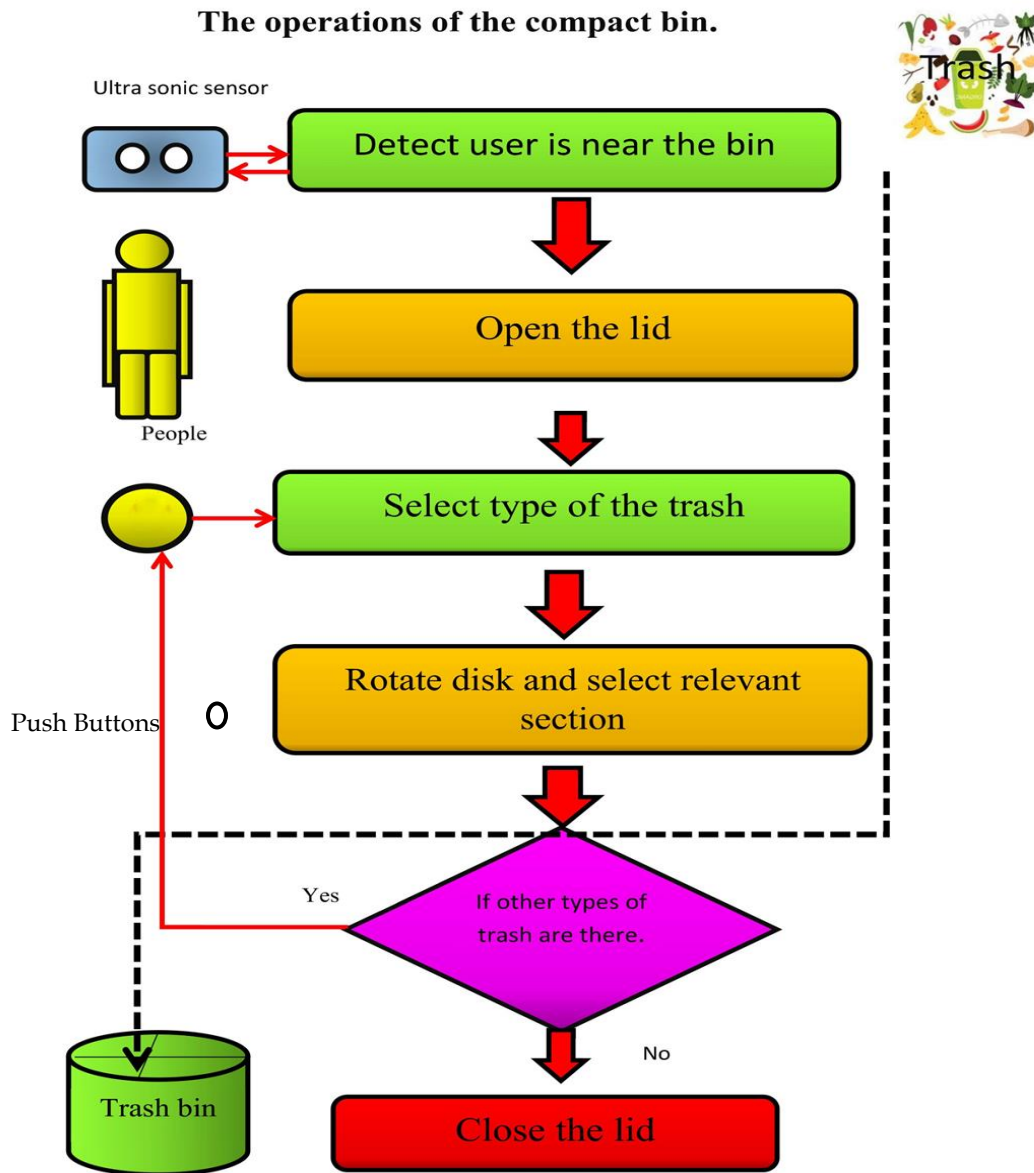 The operations of the compact bin.
Trash
Ultra sonic sensor
Detect user is near the bin
Open the lid
People
Select type of the trash
Rotate disk and select relevant
section
Push Buttons
Yes
If other types of
trash are there.
No
Trash bin
Close the lid